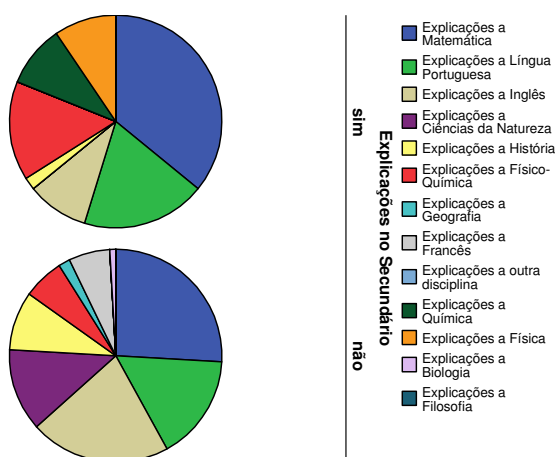 sim
não
Explicações no Secundário
Explicações a
Matemática
Explicações a Língua
Portuguesa
Explicações a Inglês
Explicações a
Ciências da Natureza
Explicações a História
Explicações a Físico-
Química
Explicações a
Geografia
Explicações a
Francês
Explicações a outra
disciplina
Explicações a
Química
Explicações a Física
Explicações a
Biologia
Explicações a
Filosofia